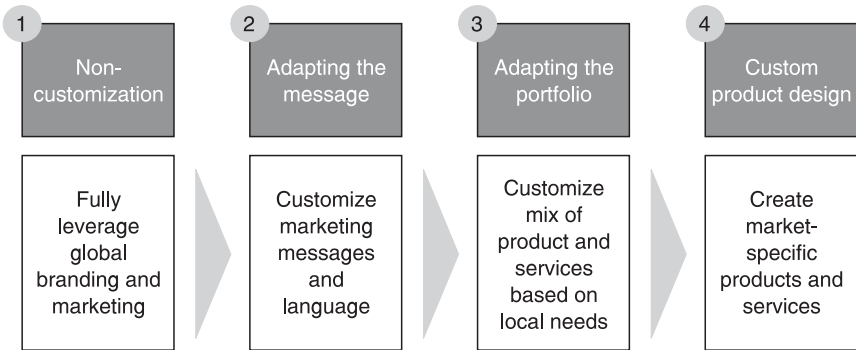 1
Non-
customization
2
Adapting the
message
3
Adapting the
portfolio
4
Custom
product design
Fully
leverage
global
branding and
marketing
Customize
marketing
messages
and
language
Customize
mix of
product and
services
based on
local needs
Create
market-
specific
products and
services